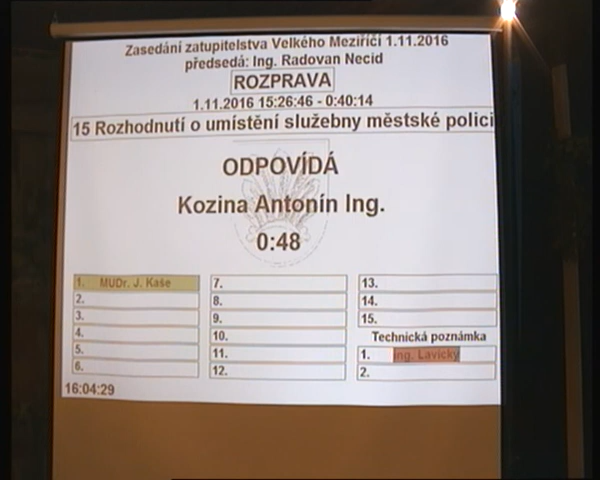 Zasedání zatupitelstva Velkého Meziříčí 1.11.2016
předsedá: Ing. Radovan Necid
ROZPRAVA
1.11.2016 15:26:46 - 0:40:14
15 Rozhodnutí o umístění služebny městské polici
ODPOVÍDÁ
Kozina Antonín Ing.
0:48
1. MUDr. J. Kaše
2.
3.
4.
5.
6.
7.
8.
9.
10.
11.
12.
13.
14.
15.
Technická poznámka
1. Ing. Lavický
2.
16:04:29